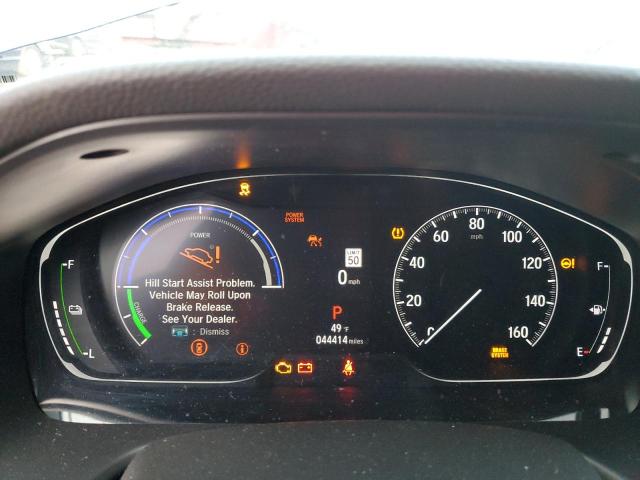 POWER
SYSTEM
POWER
Hill Start Assist Problem.
Vehicle May Roll Upon
Brake Release.
See Your Dealer.
: Dismiss
CHARGE
F
L
LIMIT
50
0 mph
P
49 °F
044414 miles
0
20
40
60
80
100
120
140
160
mph
BRAKE
SYSTEM
F
E